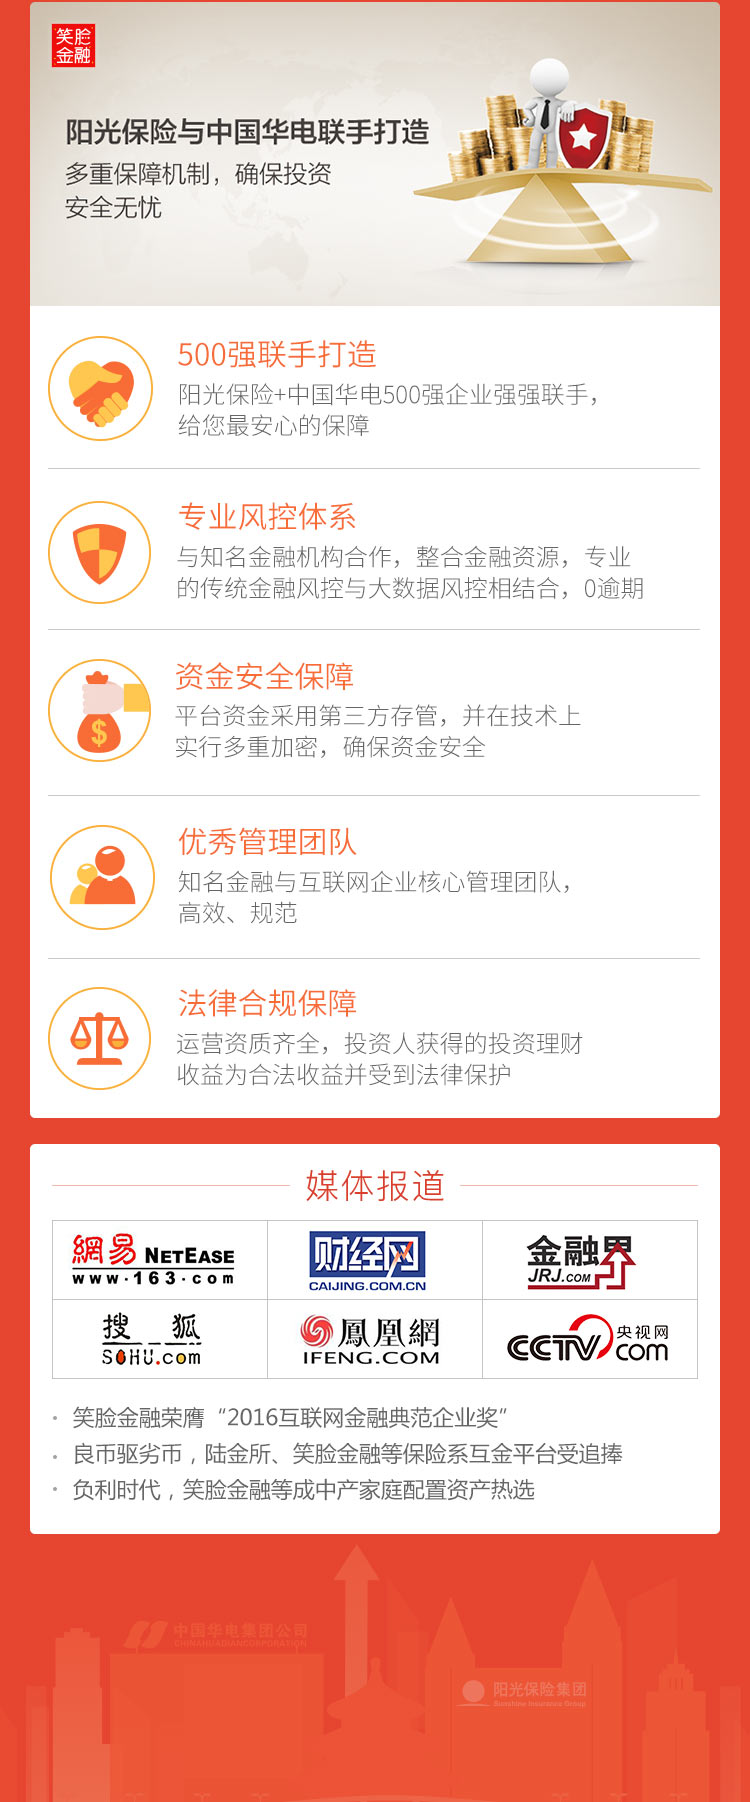 笑脸
金融
阳光保险与中国华电联手打造
多重保障机制，确保投资
安全无忧
500强联手打造
阳光保险+中国华电500强企业强强联手，
给您最安心的保障
专业风控体系
与知名金融机构合作，整合金融资源，专业
的传统金融风控与大数据风控相结合，0逾期
资金安全保障
平台资金采用第三方存管，并在技术上
实行多重加密，确保资金安全
$
优秀管理团队
知名金融与互联网企业核心管理团队，
高效、规范
法律合规保障
运营资质齐全，投资人获得的投资理财
收益为合法收益并受到法律保护
媒体报道
網易 NETEASE
www.163.com
财经网
CAIJING.COM.CN
金融界
JRJ.COM
搜狐
SOHU.com
鳳凰網
IFENG.COM
CCTV 央视网
com
· 笑脸金融荣膺“2016互联网金融典范企业奖”
· 良币驱劣币，陆金所、笑脸金融等保险系互金平台受追捧
· 负利时代，笑脸金融等成中产家庭配置资产热选
中国华电集团公司
CHINAHUADIANCORPORATION
阳光保险集团
Sunshine Insurance Group